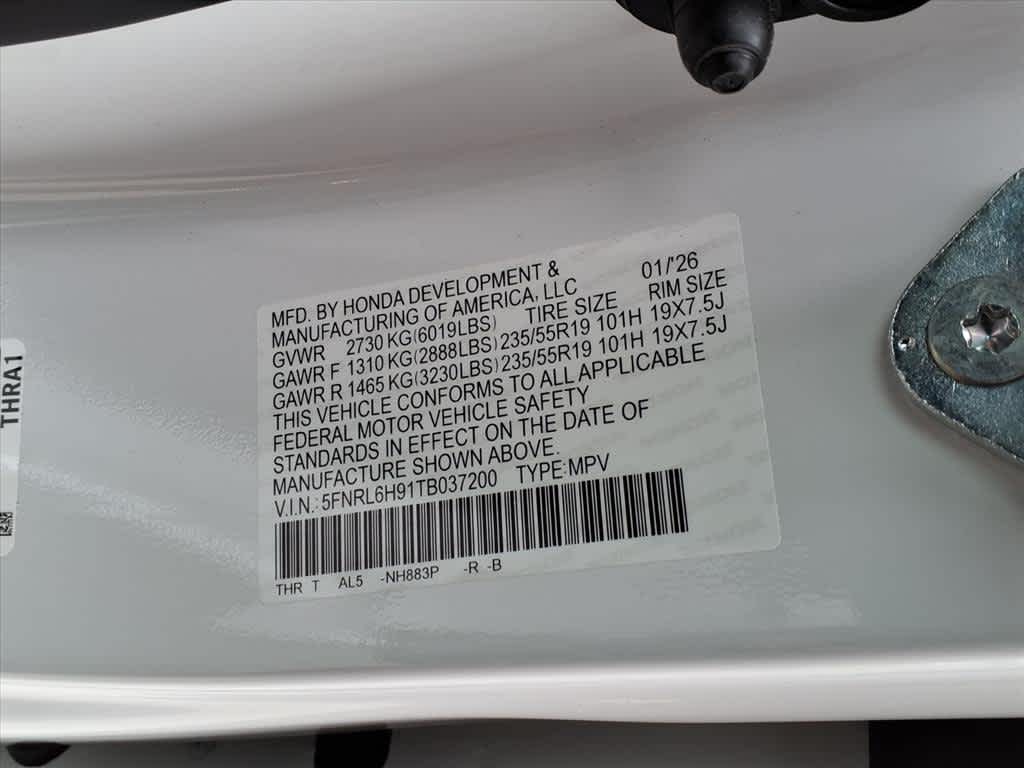 MFD. BY HONDA DEVELOPMENT & 01/'26
MANUFACTURING OF AMERICA, LLC
GVWR 2730 KG(6019LBS) TIRE SIZE RIM SIZE
GAWR F 1310 KG(2888LBS) 235/55R19 101H 19X7.5J
GAWR R 1465 KG(3230LBS) 235/55R19 101H 19X7.5J
THIS VEHICLE CONFORMS TO ALL APPLICABLE
FEDERAL MOTOR VEHICLE SAFETY
STANDARDS IN EFFECT ON THE DATE OF
MANUFACTURE SHOWN ABOVE.
V.I.N.: 5FNRL6H91TB037200 TYPE:MPV
THR T AL5 -NH883P -R -B
THRA1